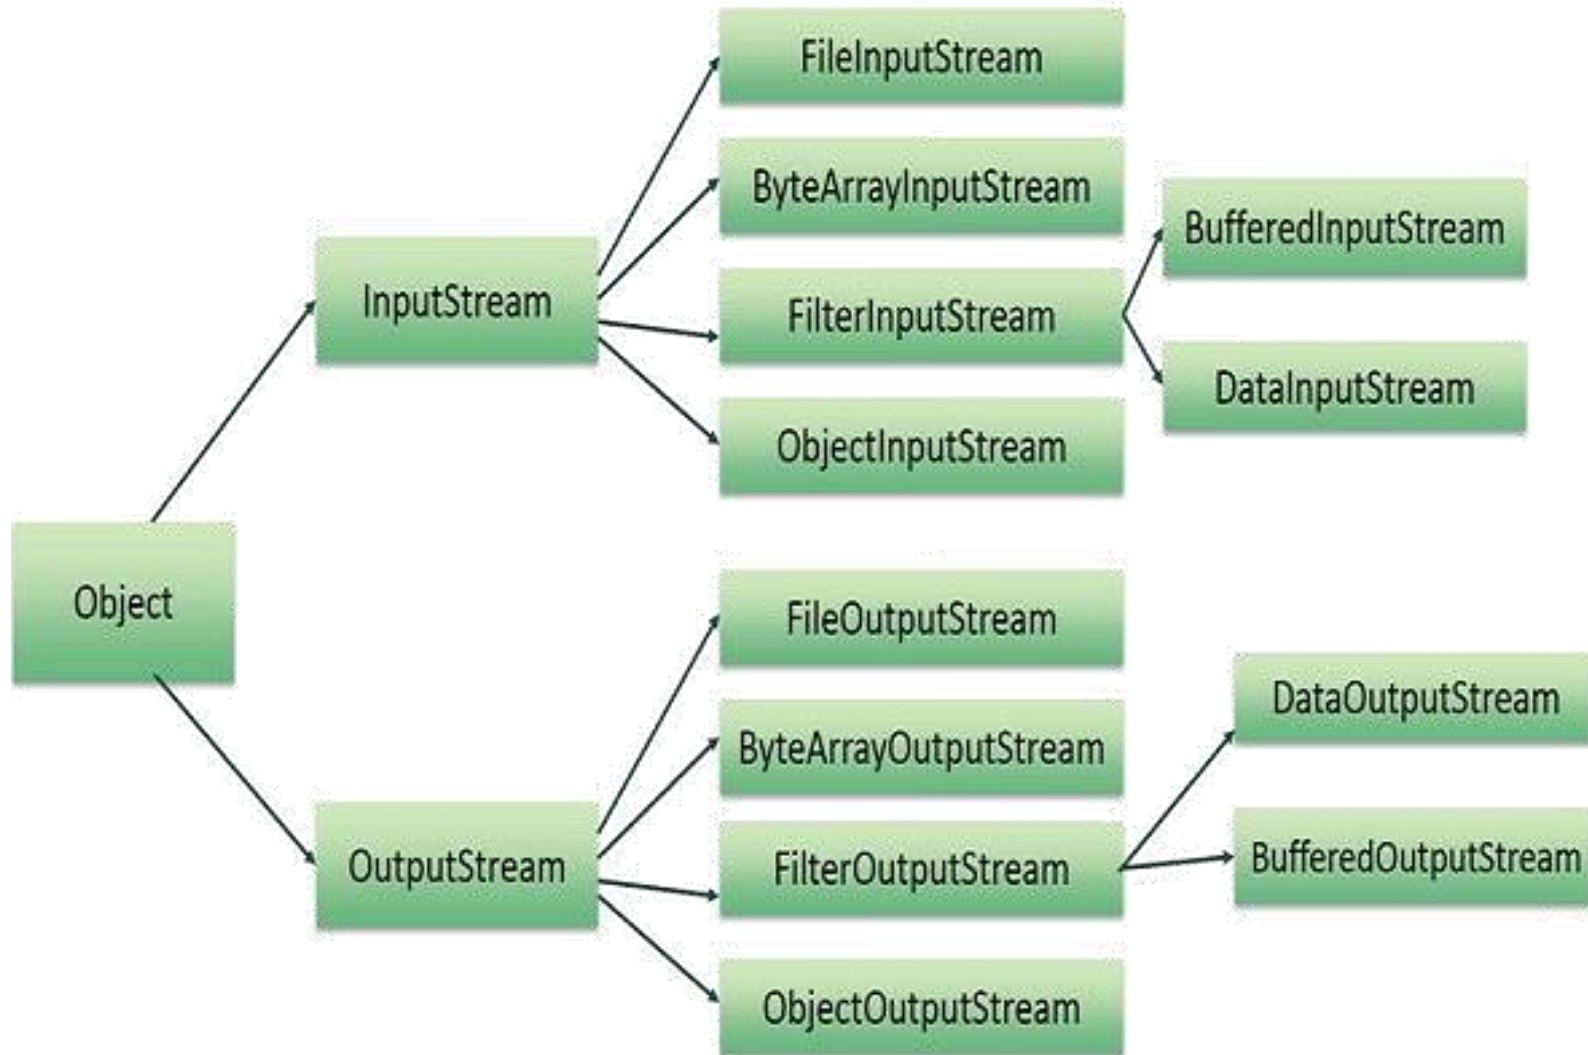 FileInputStream
ByteArrayInputStream
BufferedInputStream
InputStream
FilterInputStream
DataInputStream
ObjectInputStream
Object
FileOutputStream
DataOutputStream
ByteArrayOutputStream
BufferedOutputStream
OutputStream
FilterOutputStream
ObjectOutputStream